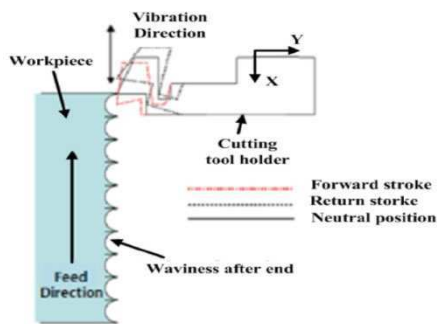 Vibration
Direction
Workpiece
Y
X
Cutting
tool holder
Forward stroke
Return storke
Neutral position
Waviness after end
Feed
Direction